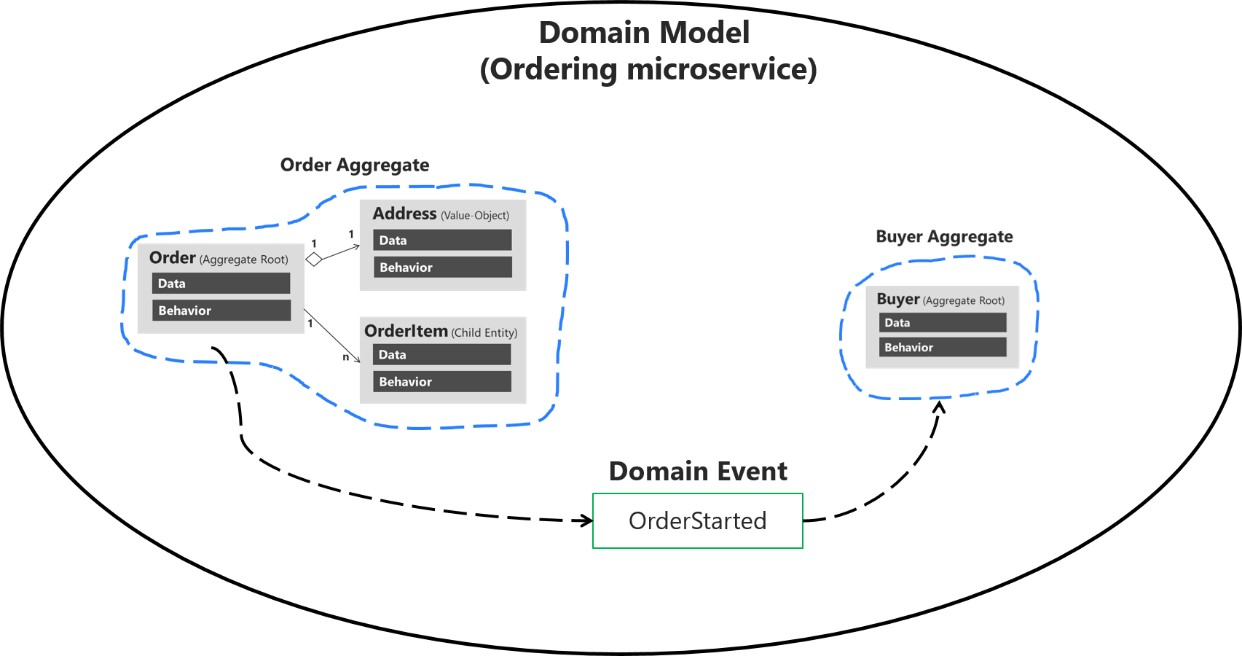 Domain Model
(Ordering microservice)
Order Aggregate
Address (Value-Object)
Data
Behavior
Order (Aggregate Root)
Data
Behavior
1
1
1
n
OrderItem (Child Entity)
Data
Behavior
Buyer Aggregate
Buyer (Aggregate Root)
Data
Behavior
Domain Event
OrderStarted